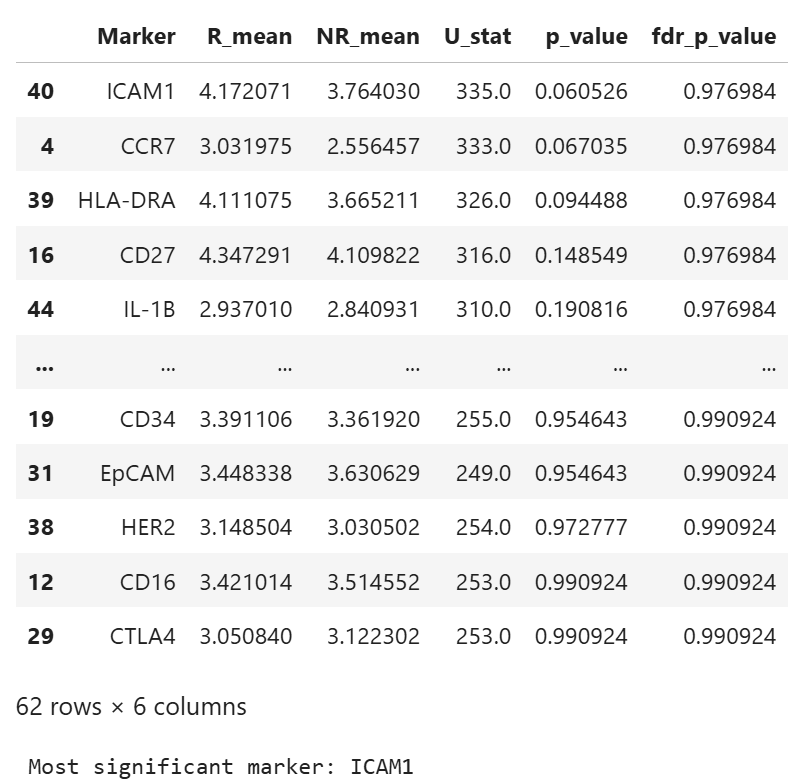 Marker R_mean NR_mean U_stat p_value fdr_p_value
40 ICAM1 4.172071 3.764030 335.0 0.060526 0.976984
4 CCR7 3.031975 2.556457 333.0 0.067035 0.976984
39 HLA-DRA 4.111075 3.665211 326.0 0.094488 0.976984
16 CD27 4.347291 4.109822 316.0 0.148549 0.976984
44 IL-1B 2.937010 2.840931 310.0 0.190816 0.976984
... ... ... ... ... ... ...
19 CD34 3.391106 3.361920 255.0 0.954643 0.990924
31 EpCAM 3.448338 3.630629 249.0 0.954643 0.990924
38 HER2 3.148504 3.030502 254.0 0.972777 0.990924
12 CD16 3.421014 3.514552 253.0 0.990924 0.990924
29 CTLA4 3.050840 3.122302 253.0 0.990924 0.990924
62 rows × 6 columns
Most significant marker: ICAM1